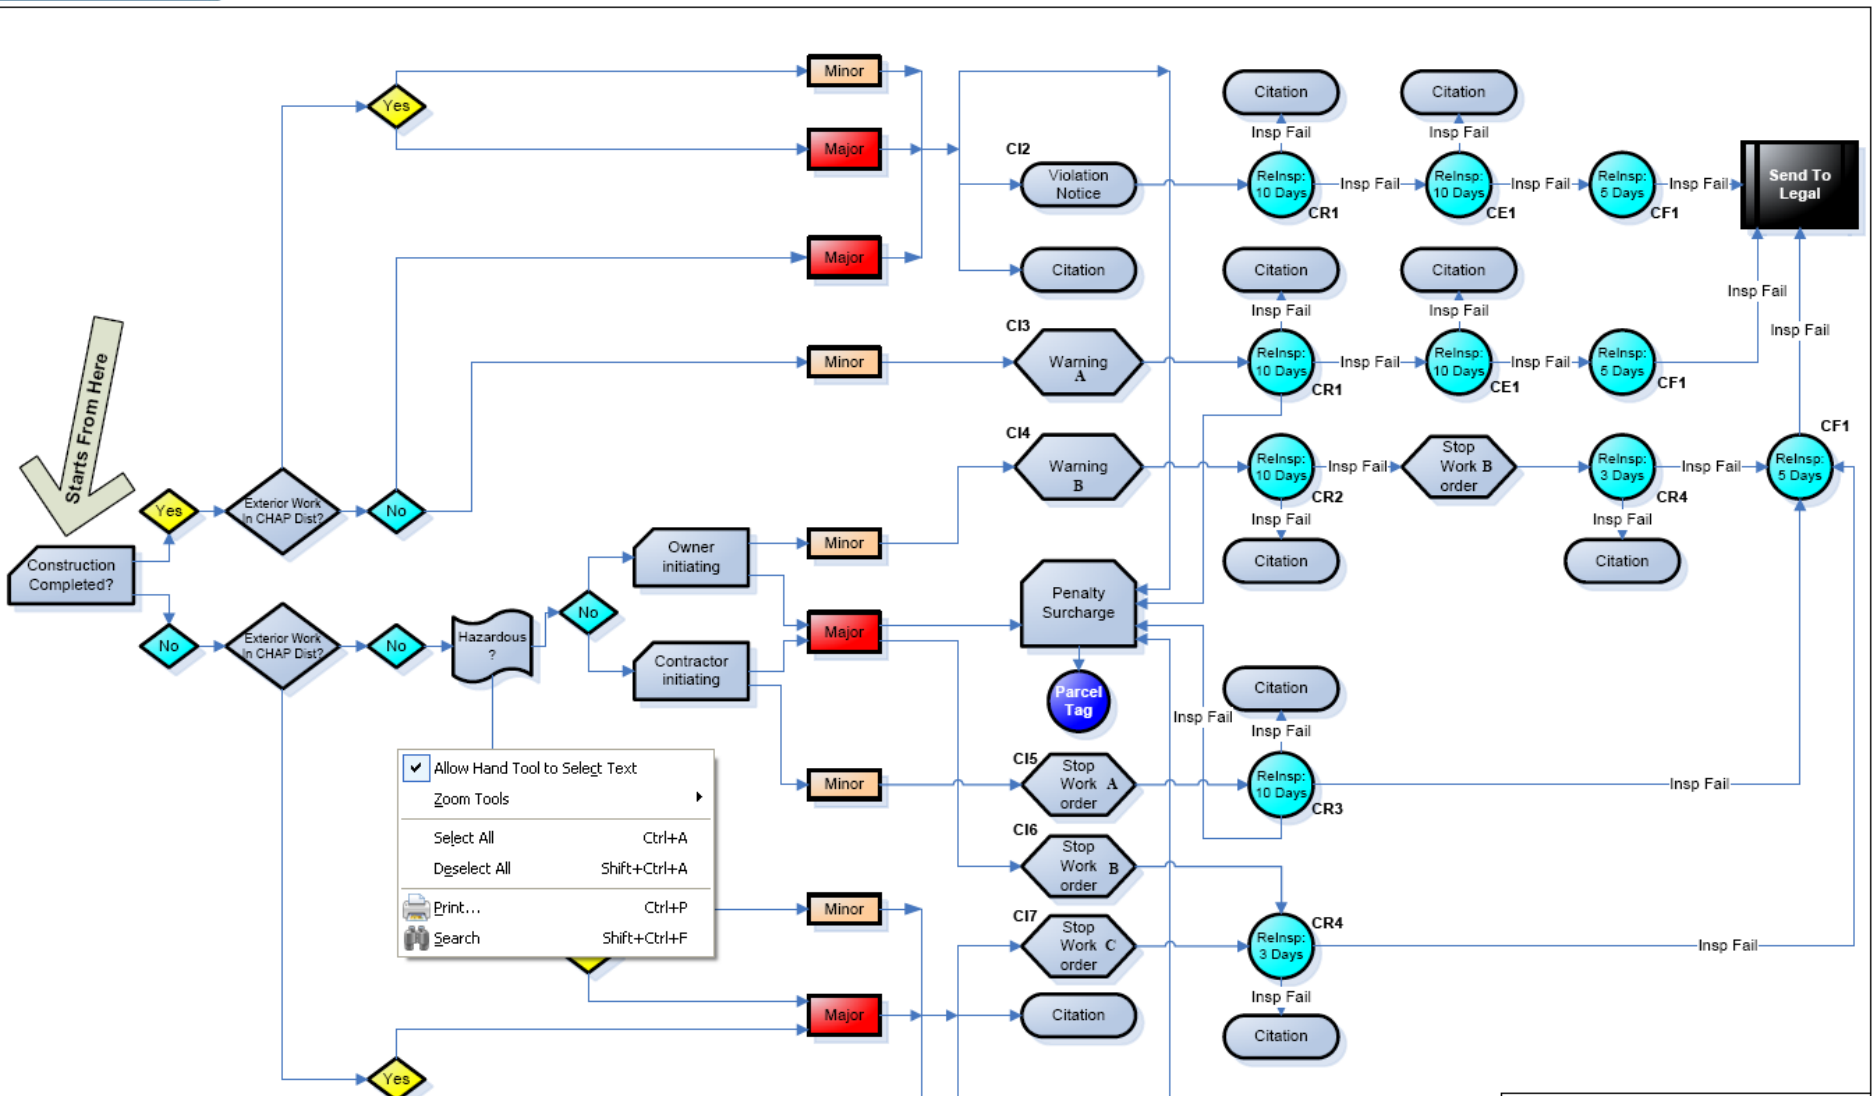 Minor
Yes
Major
Major
Minor
Starts From Here
Yes
Exterior Work
In CHAP Dist?
No
Construction
Completed?
No
Exterior Work
In CHAP Dist?
No
Hazardous
?
No
Owner
initiating
Contractor
initiating
Minor
Major
Minor
Minor
Major
Yes
Allow Hand Tool to Select Text
Zoom Tools
Select All Ctrl+A
Deselect All Shift+Ctrl+A
Print... Ctrl+P
Search Shift+Ctrl+F
CI2
Violation
Notice
Citation
Citation
Insp Fail
ReInsp:
10 Days
CR1
Insp Fail
Citation
Insp Fail
ReInsp:
10 Days
CE1
Insp Fail
ReInsp:
5 Days
CF1
Insp Fail
Send To
Legal
CI3
Warning
A
Citation
Insp Fail
ReInsp:
10 Days
CR1
Insp Fail
Citation
Insp Fail
ReInsp:
10 Days
CE1
Insp Fail
ReInsp:
5 Days
CF1
Insp Fail
Insp Fail
CI4
Warning
B
ReInsp:
10 Days
CR2
Insp Fail
Citation
Insp Fail
Stop
Work B
order
ReInsp:
3 Days
CR4
Insp Fail
Citation
Insp Fail
CF1
ReInsp:
5 Days
Penalty
Surcharge
Parcel
Tag
Insp Fail
Citation
Insp Fail
CI5
Stop
Work A
order
ReInsp:
10 Days
CR3
Insp Fail
CI6
Stop
Work B
order
CI7
Stop
Work C
order
CR4
ReInsp:
3 Days
Insp Fail
Insp Fail
Citation
Citation